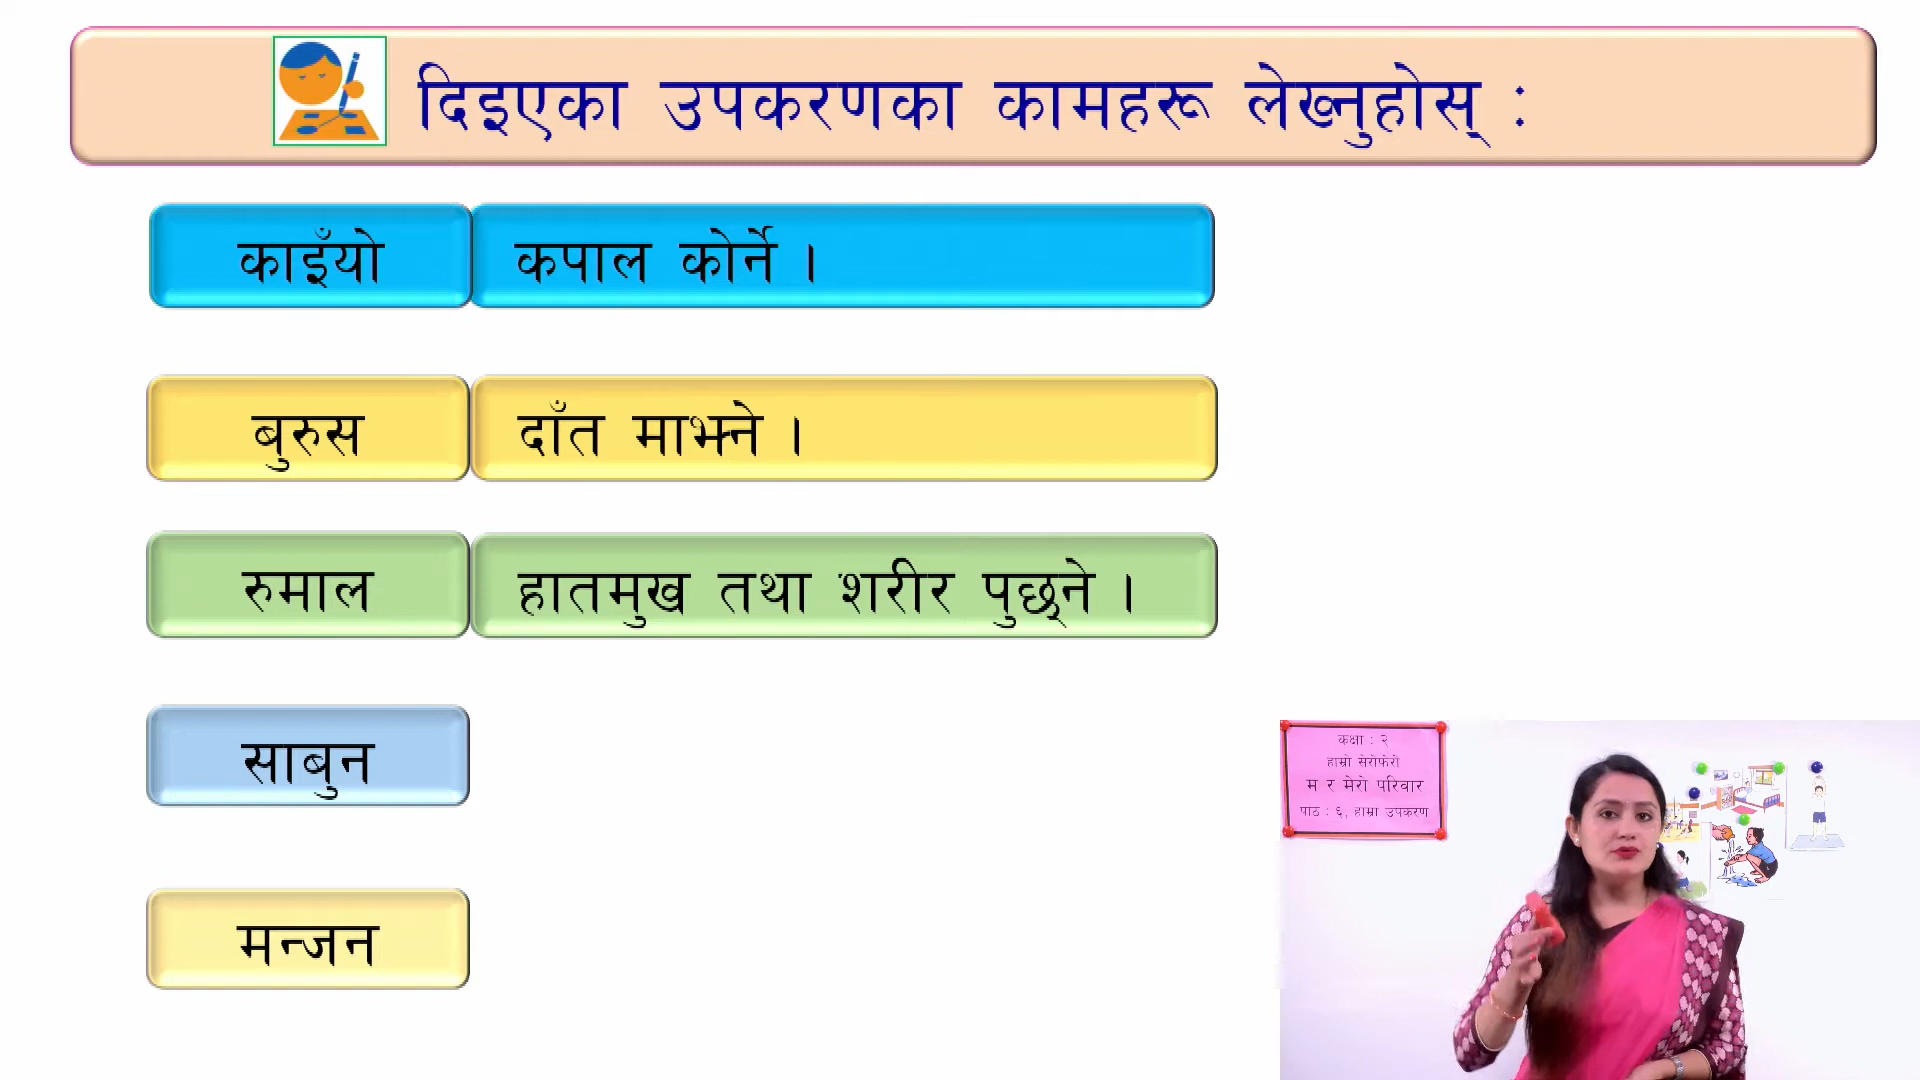 दिइएका उपकरणका कामहरू लेख्नुहोस् :
काइँयो कपाल कोर्ने ।
बुरुस दाँत माझ्ने ।
रुमाल हातमुख तथा शरीर पुछ्ने ।
साबुन
मन्जन
कक्षा : २
हाम्रो सेरोफेरो
म र मेरो परिवार
पाठ : ६, हाम्रा उपकरण